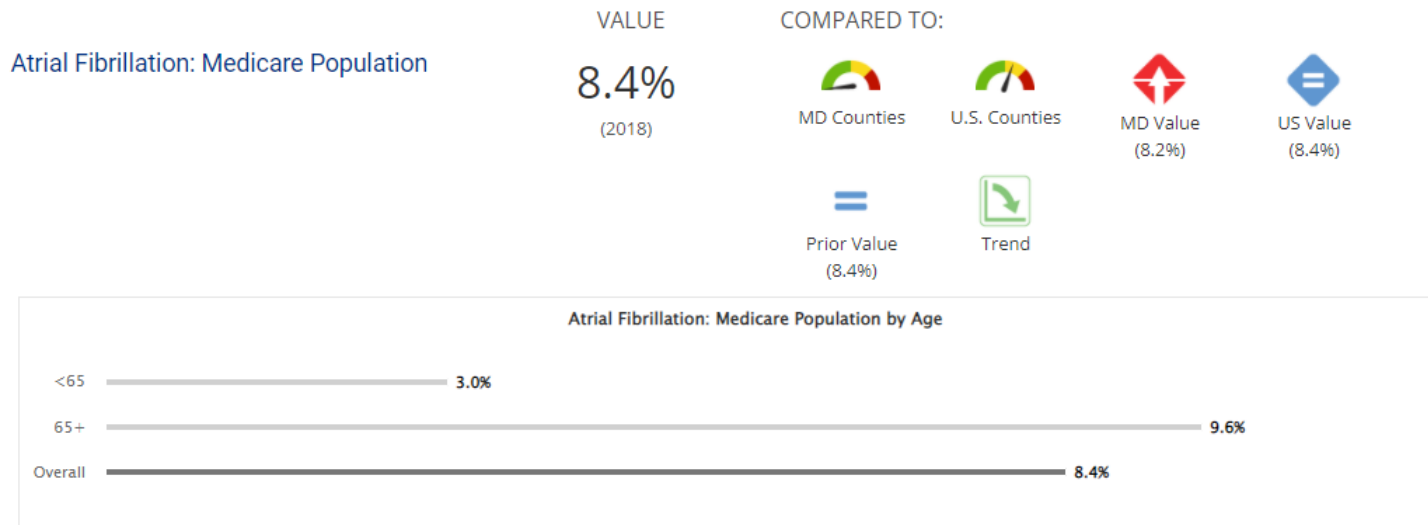 VALUE
COMPARED TO:
Atrial Fibrillation: Medicare Population
8.4%
(2018)
MD Counties
U.S. Counties
MD Value
(8.2%)
US Value
(8.4%)
Prior Value
(8.4%)
Trend
Atrial Fibrillation: Medicare Population by Age
<65 3.0%
65+ 9.6%
Overall 8.4%